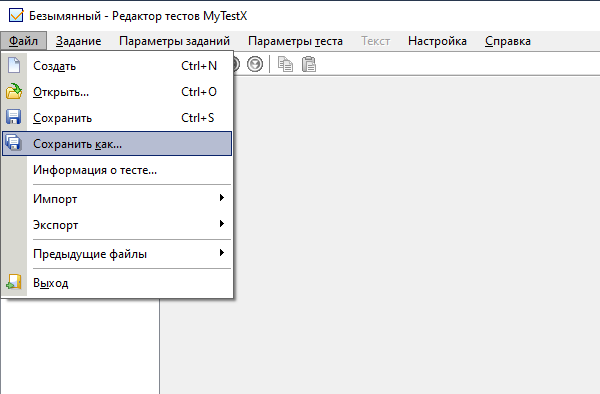 Безымянный - Редактор тестов MyTestX
Файл Задание Параметры заданий Параметры теста Текст Настройка Справка
Создать Ctrl+N
Открыть... Ctrl+O
Сохранить Ctrl+S
Сохранить как...
Информация о тесте...
Импорт
Экспорт
Предыдущие файлы
Выход